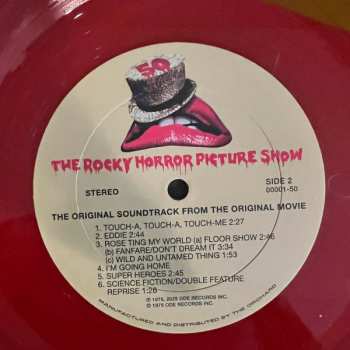 50
THE ROCKY HORROR PICTURE SHOW
STEREO
SIDE 2
00001-50
THE ORIGINAL SOUNDTRACK FROM THE ORIGINAL MOVIE
1. TOUCH-A, TOUCH-A, TOUCH-ME 2:27
2. EDDIE 2:44
3. ROSE TING MY WORLD (a) FLOOR SHOW 2:46
(b) FANFARE/DON'T DREAM IT 3:34
(c) WILD AND UNTAMED THING 1:53
4. I'M GOING HOME
5. SUPER HEROES 2:45
6. SCIENCE FICTION/DOUBLE FEATURE
REPRISE 1:26
℗ 1975, 2025 ODE RECORDS INC.
© 1975 ODE RECORDS INC.
MANUFACTURED AND DISTRIBUTED BY THE ORCHARD